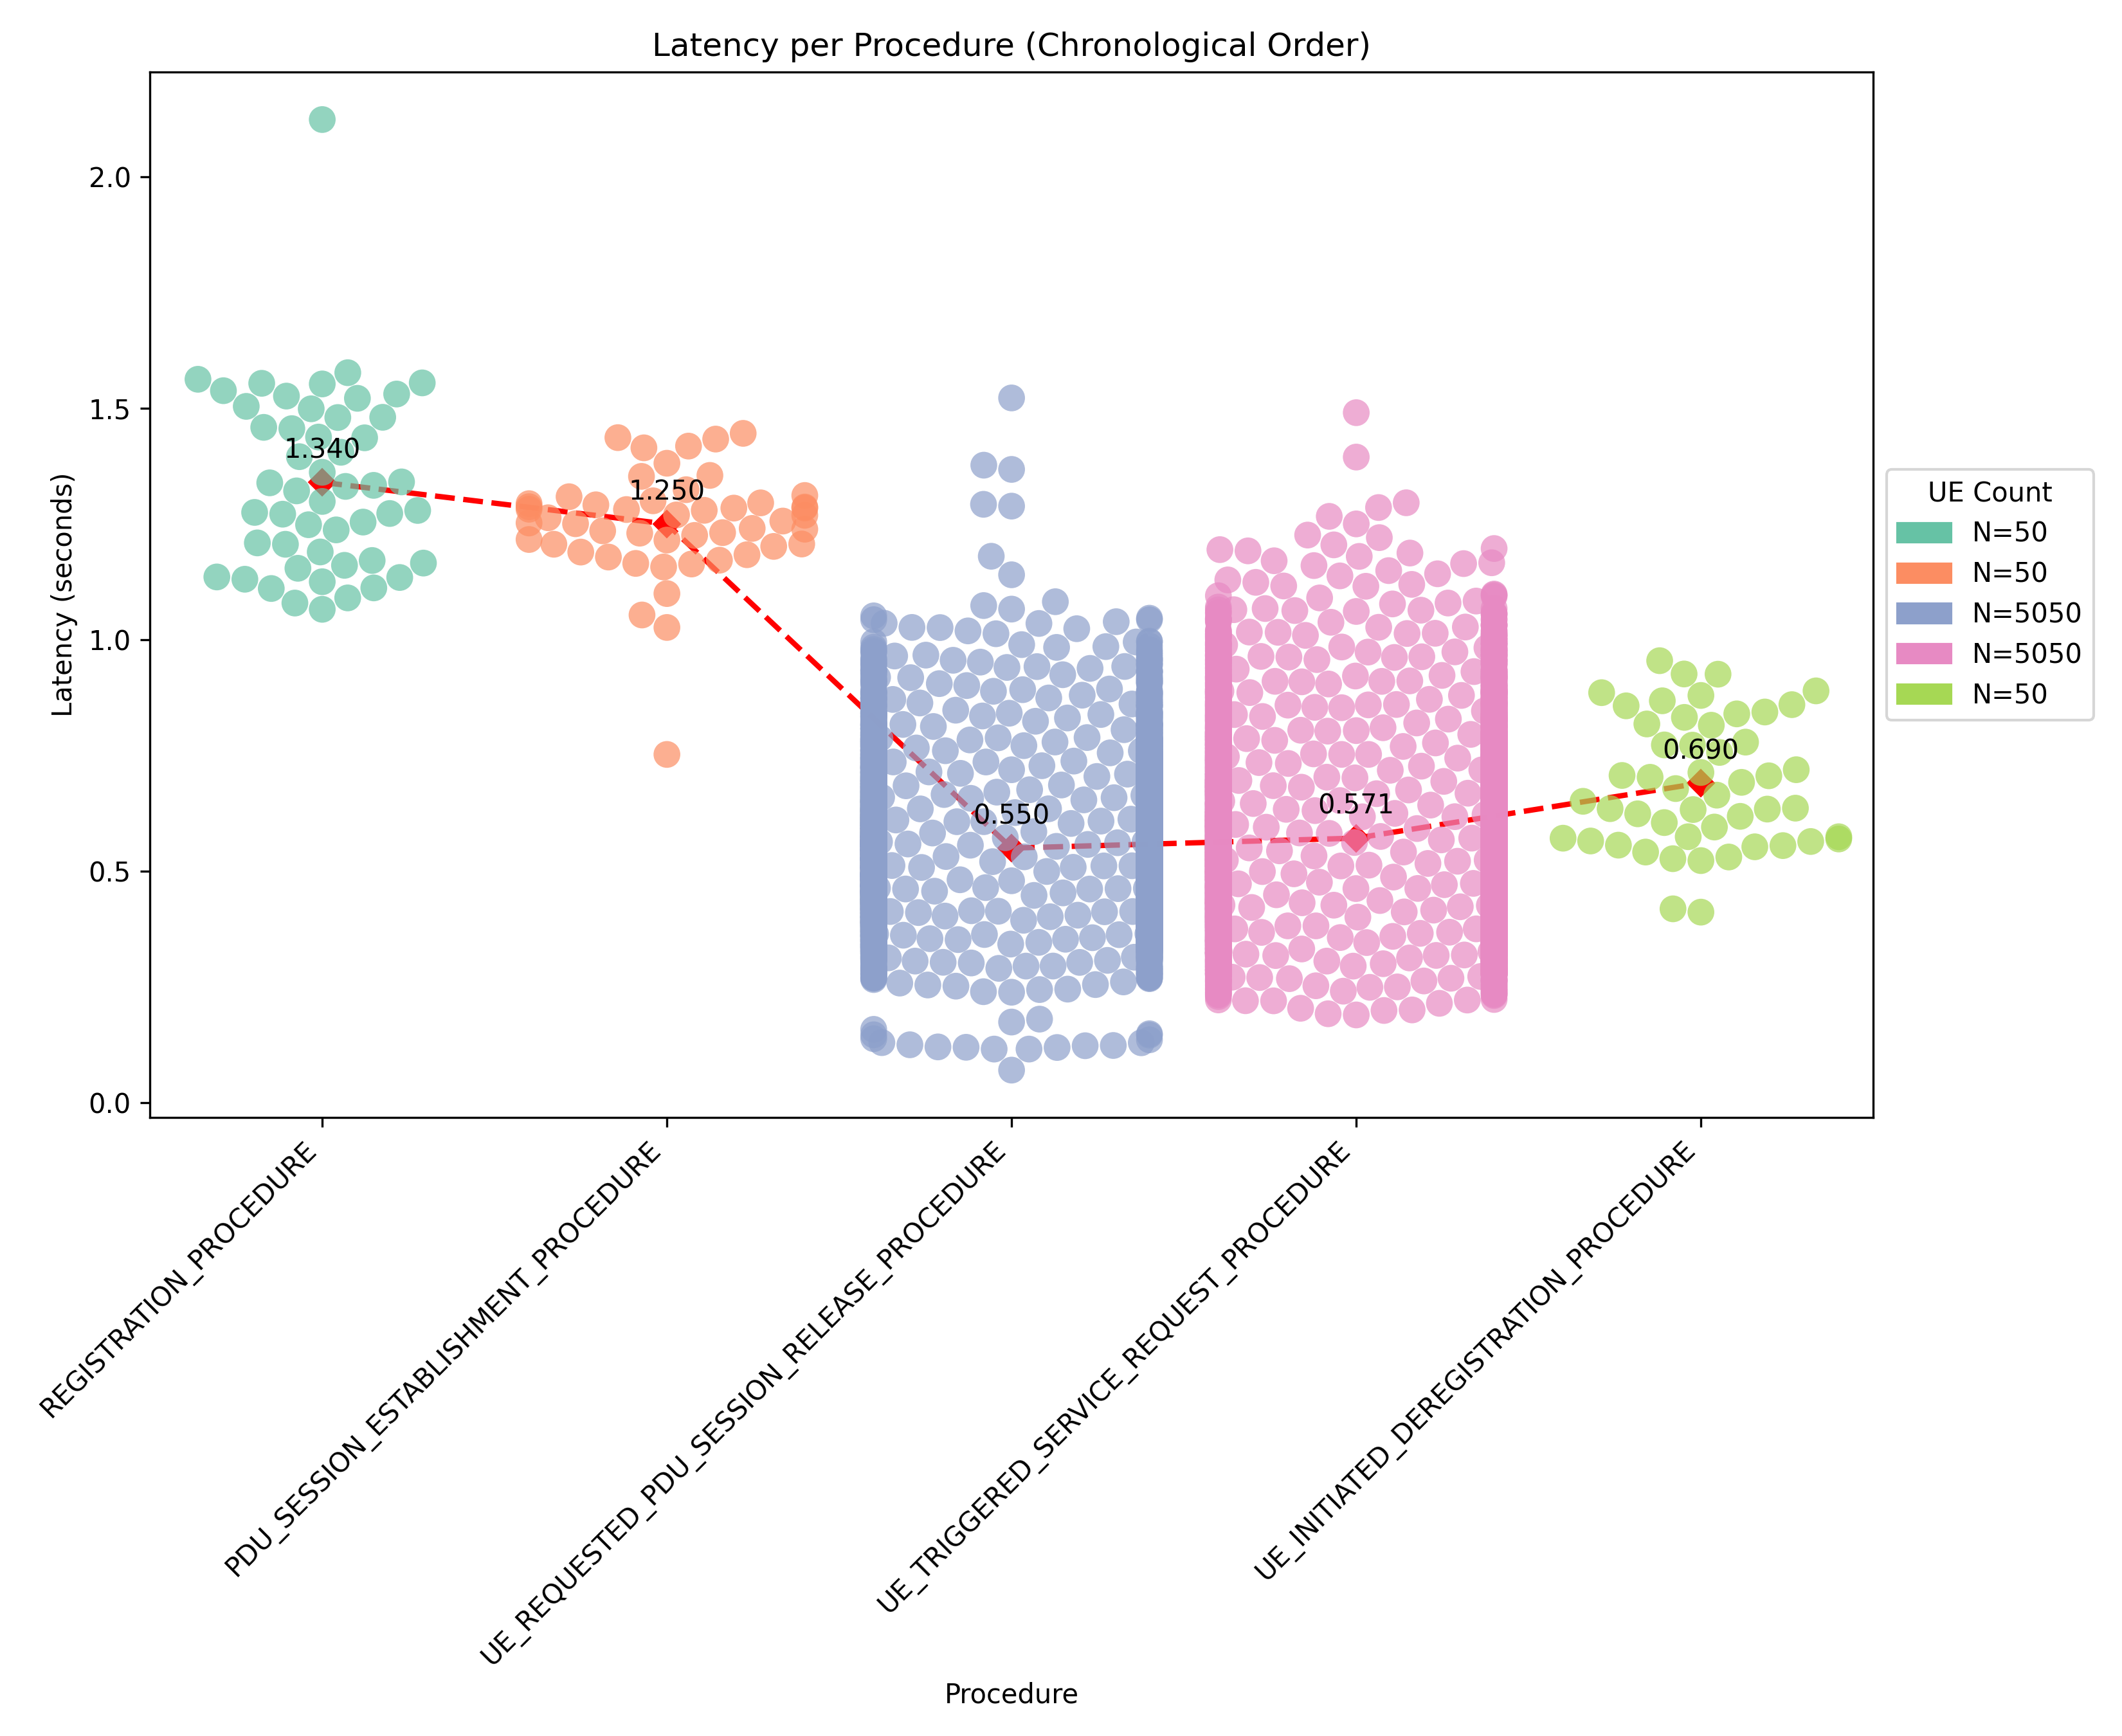 Latency per Procedure (Chronological Order)
Latency (seconds)
2.0
1.5
1.0
0.5
0.0
1.340
1.250
0.550
0.571
0.690
UE Count
N=50
N=50
N=5050
N=5050
N=50
REGISTRATION_PROCEDURE
PDU_SESSION_ESTABLISHMENT_PROCEDURE
UE_REQUESTED_PDU_SESSION_RELEASE_PROCEDURE
UE_TRIGGERED_SERVICE_REQUEST_PROCEDURE
UE_INITIATED_DEREGISTRATION_PROCEDURE
Procedure